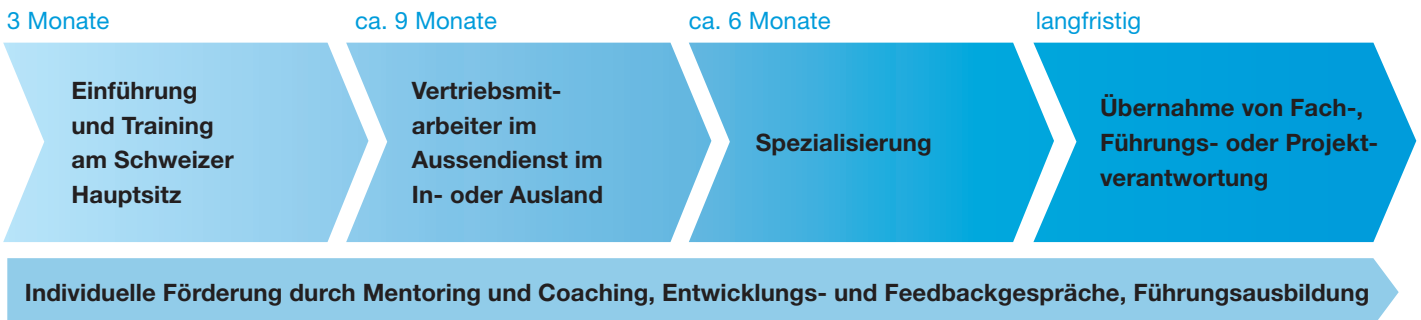 3 Monate
Einführung
und Training
am Schweizer
Hauptsitz
ca. 9 Monate
Vertriebsmit-
arbeiter im
Aussendienst im
In- oder Ausland
ca. 6 Monate
Spezialisierung
langfristig
Übernahme von Fach-,
Führungs- oder Projekt-
verantwortung
Individuelle Förderung durch Mentoring und Coaching, Entwicklungs- und Feedbackgespräche, Führungsausbildung